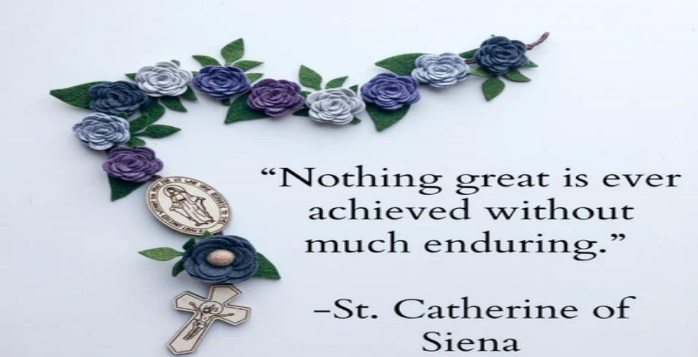 “Nothing great is ever
achieved without
much enduring.”
-St. Catherine of
Siena